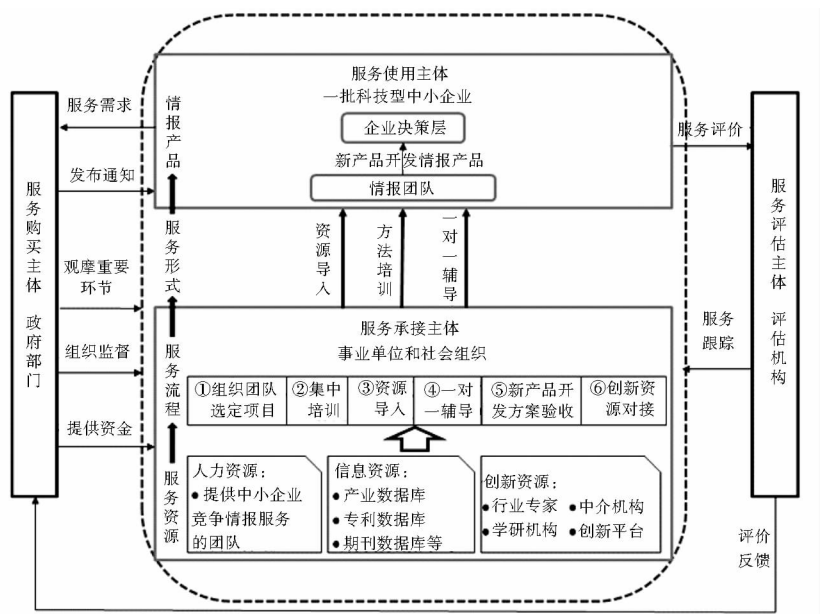 服务购买主体 政府部门
服务需求
发布通知
观摩重要
环节
组织监督
提供资金
情报产品
服务形式
服务流程
服务资源
服务使用主体
一批科技型中小企业
企业决策层
新产品开发情报产品
情报团队
资源导入
方法培训
一对一辅导
服务承接主体
事业单位和社会组织
①组织团队
选定项目
②集中
培训
③资源
导入
④一对
一辅导
⑤新产品开
发方案验收
⑥创新资
源对接
人力资源：
● 提供中小企业
竞争情报服务
的团队
信息资源：
● 产业数据库
● 专利数据库
● 期刊数据库等
创新资源：
● 行业专家 ● 中介机构
● 学研机构 ● 创新平台
服务评价
服务
跟踪
服务评估主体 评估机构
评价
反馈